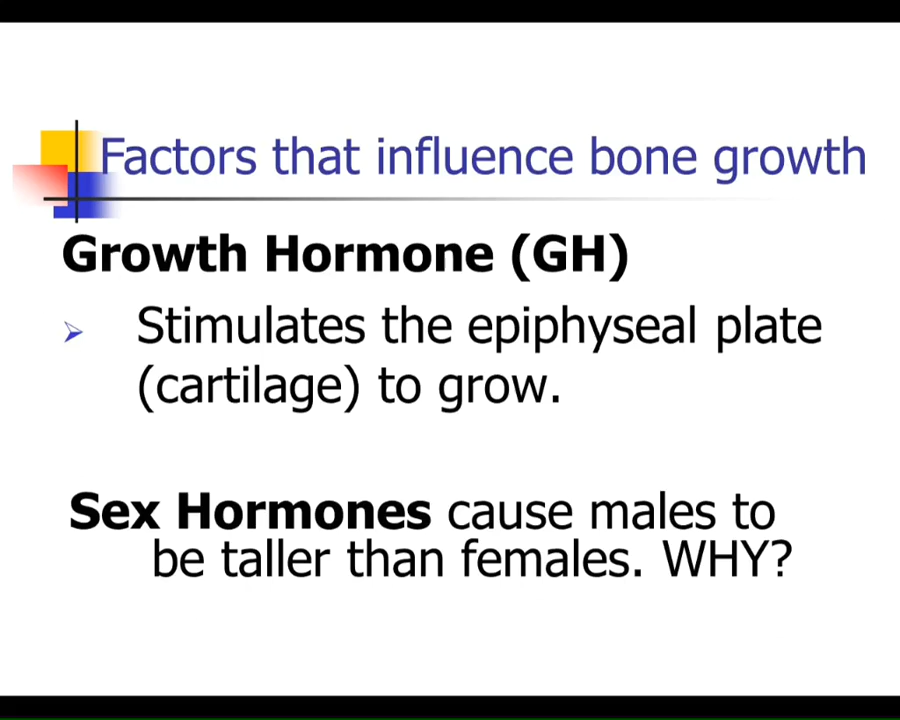 Factors that influence bone growth
Growth Hormone (GH)
Stimulates the epiphyseal plate
(cartilage) to grow.
Sex Hormones cause males to
be taller than females. WHY?